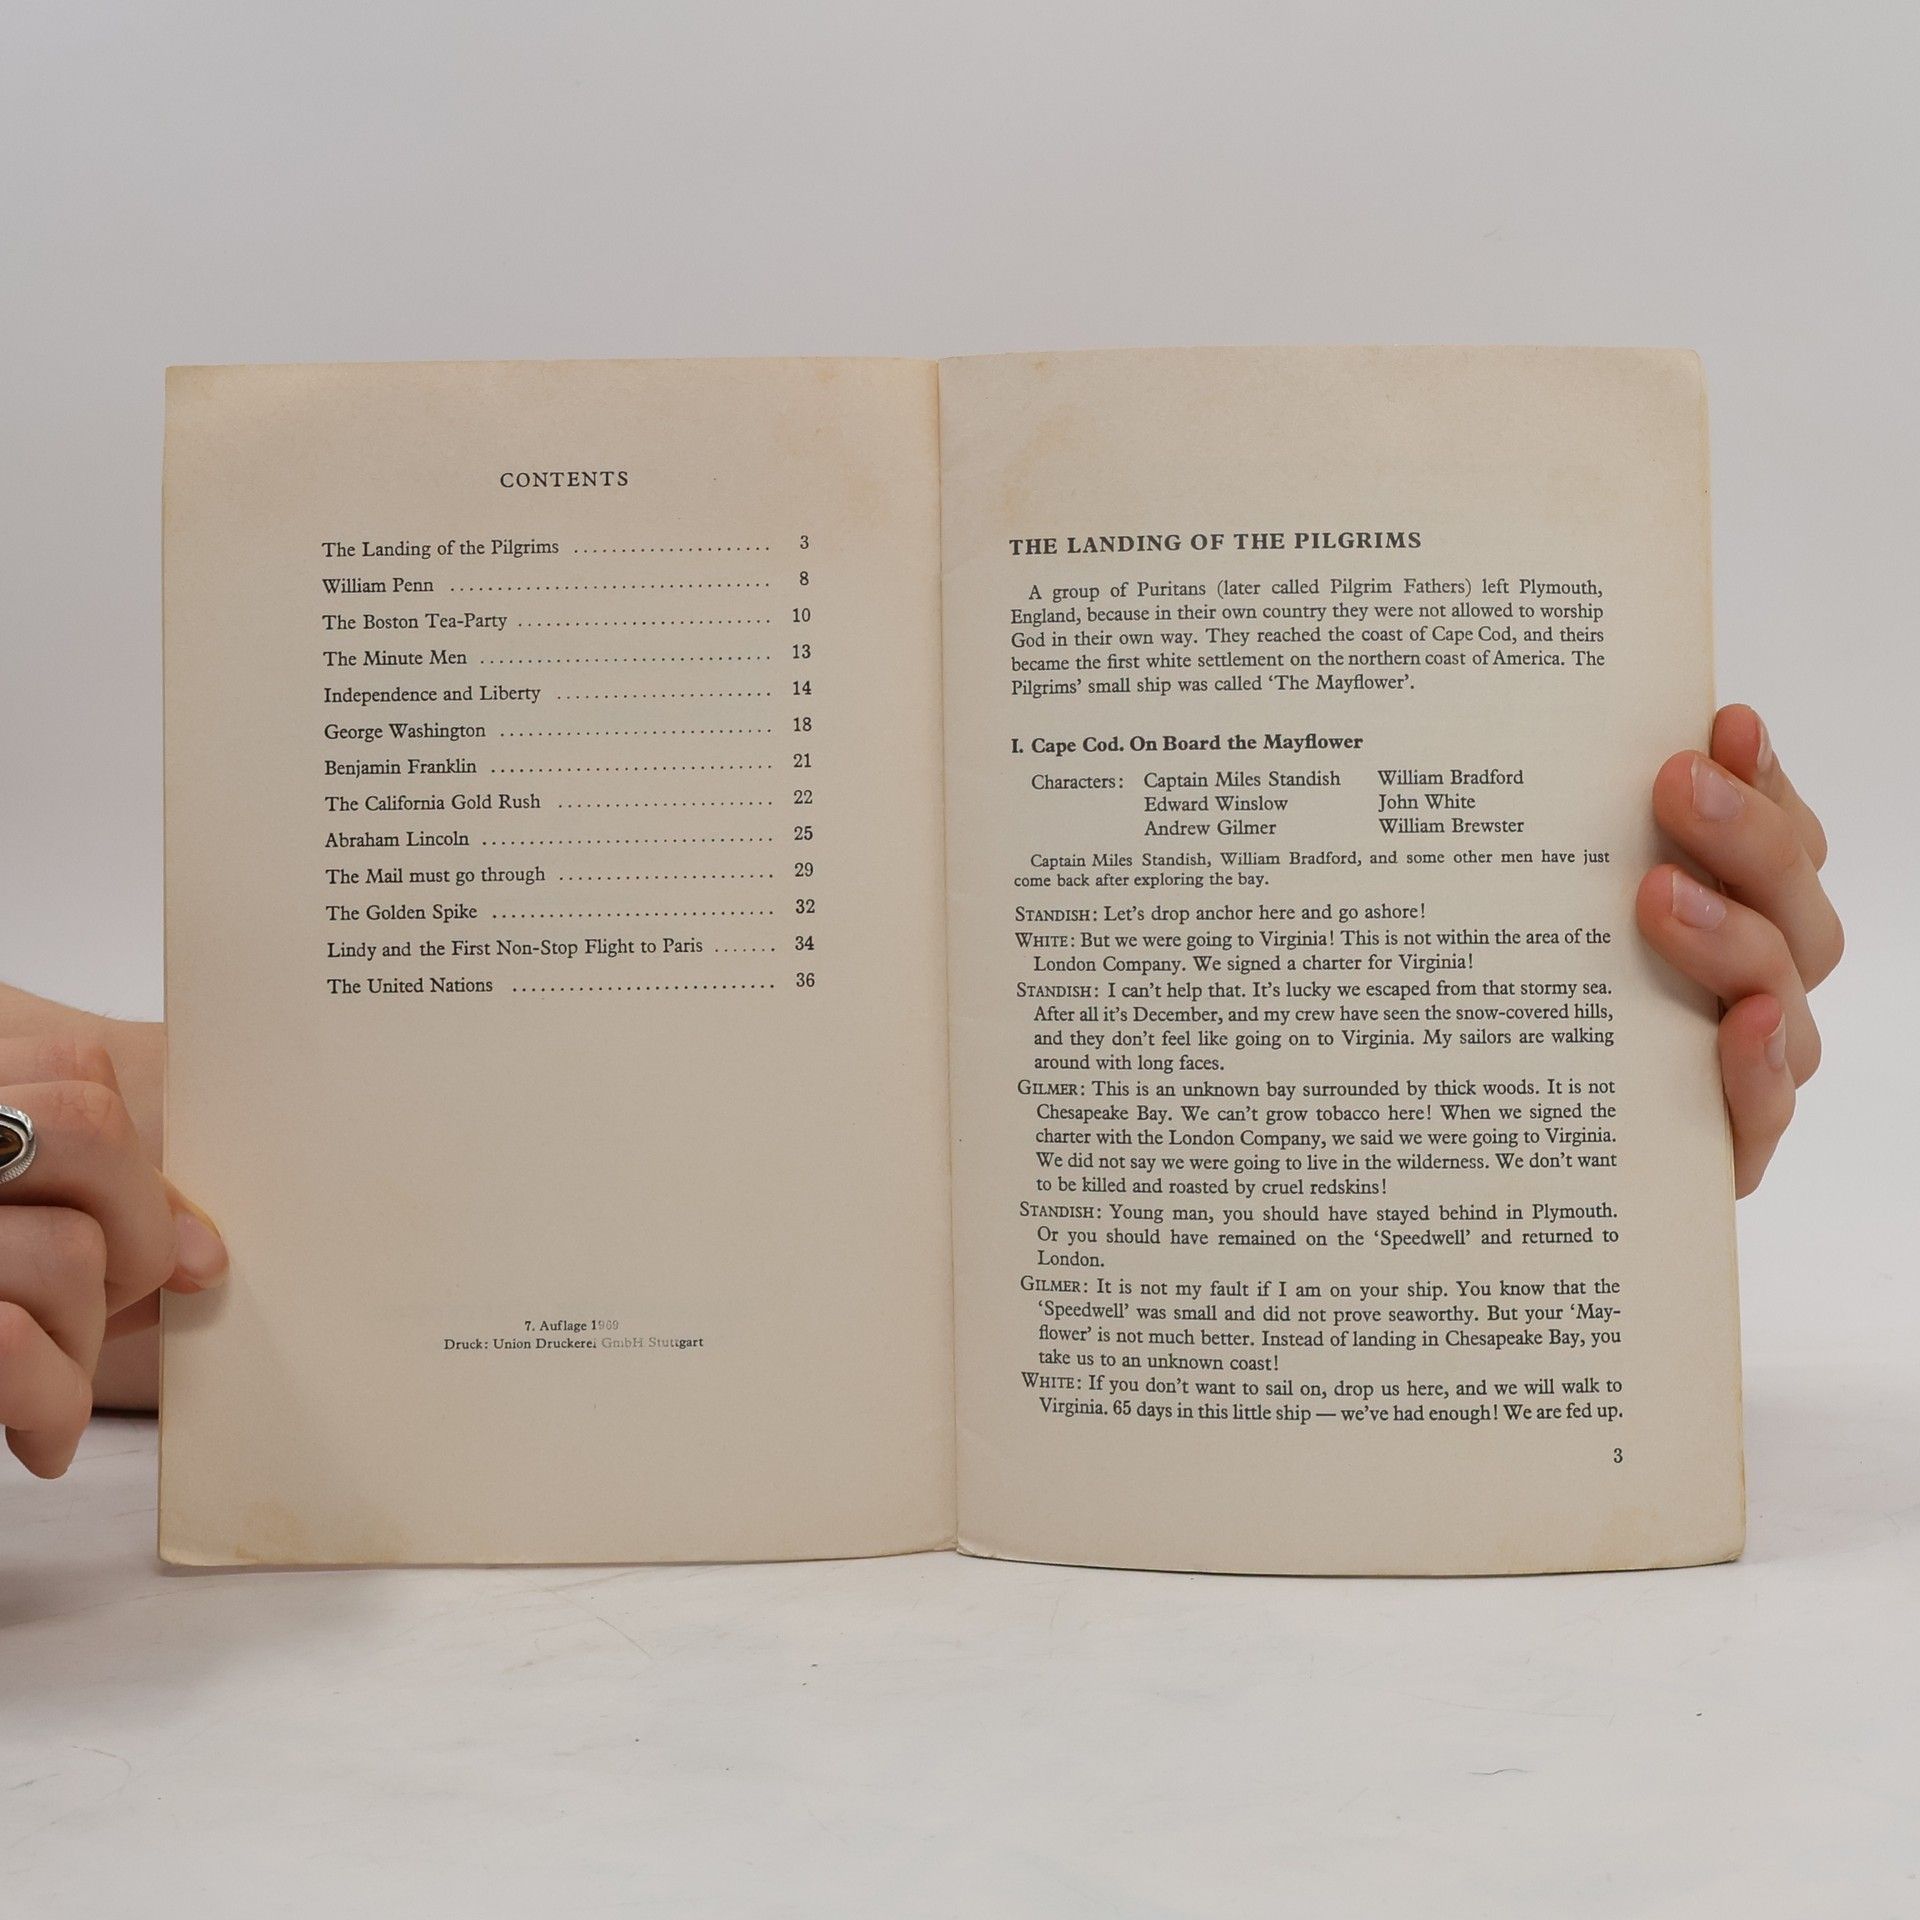 CONTENTS
The Landing of the Pilgrims ..................... 3
William Penn .................................. 8
The Boston Tea-Party ........................... 10
The Minute Men ............................... 13
Independence and Liberty ....................... 14
George Washington ............................. 18
Benjamin Franklin .............................. 21
The California Gold Rush ....................... 22
Abraham Lincoln ............................... 25
The Mail must go through ....................... 29
The Golden Spike .............................. 32
Lindy and the First Non-Stop Flight to Paris ....... 34
The United Nations ............................ 36
7. Auflage 1969
Druck: Union Druckerei GmbH Stuttgart
THE LANDING OF THE PILGRIMS
A group of Puritans (later called Pilgrim Fathers) left Plymouth,
England, because in their own country they were not allowed to worship
God in their own way. They reached the coast of Cape Cod, and theirs
became the first white settlement on the northern coast of America. The
Pilgrims’ small ship was called ‘The Mayflower’.
I. Cape Cod. On Board the Mayflower
Characters: Captain Miles Standish William Bradford
Edward Winslow John White
Andrew Gilmer William Brewster
Captain Miles Standish, William Bradford, and some other men have just
come back after exploring the bay.
STANDISH: Let’s drop anchor here and go ashore!
WHITE: But we were going to Virginia! This is not within the area of the
London Company. We signed a charter for Virginia!
STANDISH: I can’t help that. It’s lucky we escaped from that stormy sea.
After all it’s December, and my crew have seen the snow-covered hills,
and they don’t feel like going on to Virginia. My sailors are walking
around with long faces.
GILMER: This is an unknown bay surrounded by thick woods. It is not
Chesapeake Bay. We can’t grow tobacco here! When we signed the
charter with the London Company, we said we were going to Virginia.
We did not say we were going to live in the wilderness. We don’t want
to be killed and roasted by cruel redskins!
STANDISH: Young man, you should have stayed behind in Plymouth.
Or you should have remained on the ‘Speedwell’ and returned to
London.
GILMER: It is not my fault if I am on your ship. You know that the
‘Speedwell’ was small and did not prove seaworthy. But your ‘May-
flower’ is not much better. Instead of landing in Chesapeake Bay, you
take us to an unknown coast!
WHITE: If you don’t want to sail on, drop us here, and we will walk to
Virginia. 65 days in this little ship — we’ve had enough! We are fed up.
3